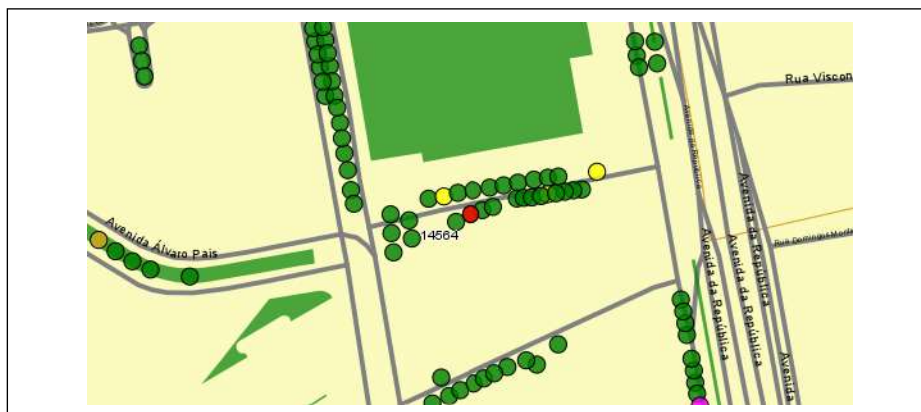 Rua Viscon
Avenida da República
Avenida Álvaro Pais
14564
Avenida da República
Avenida da República
Avenida da República
Avenida